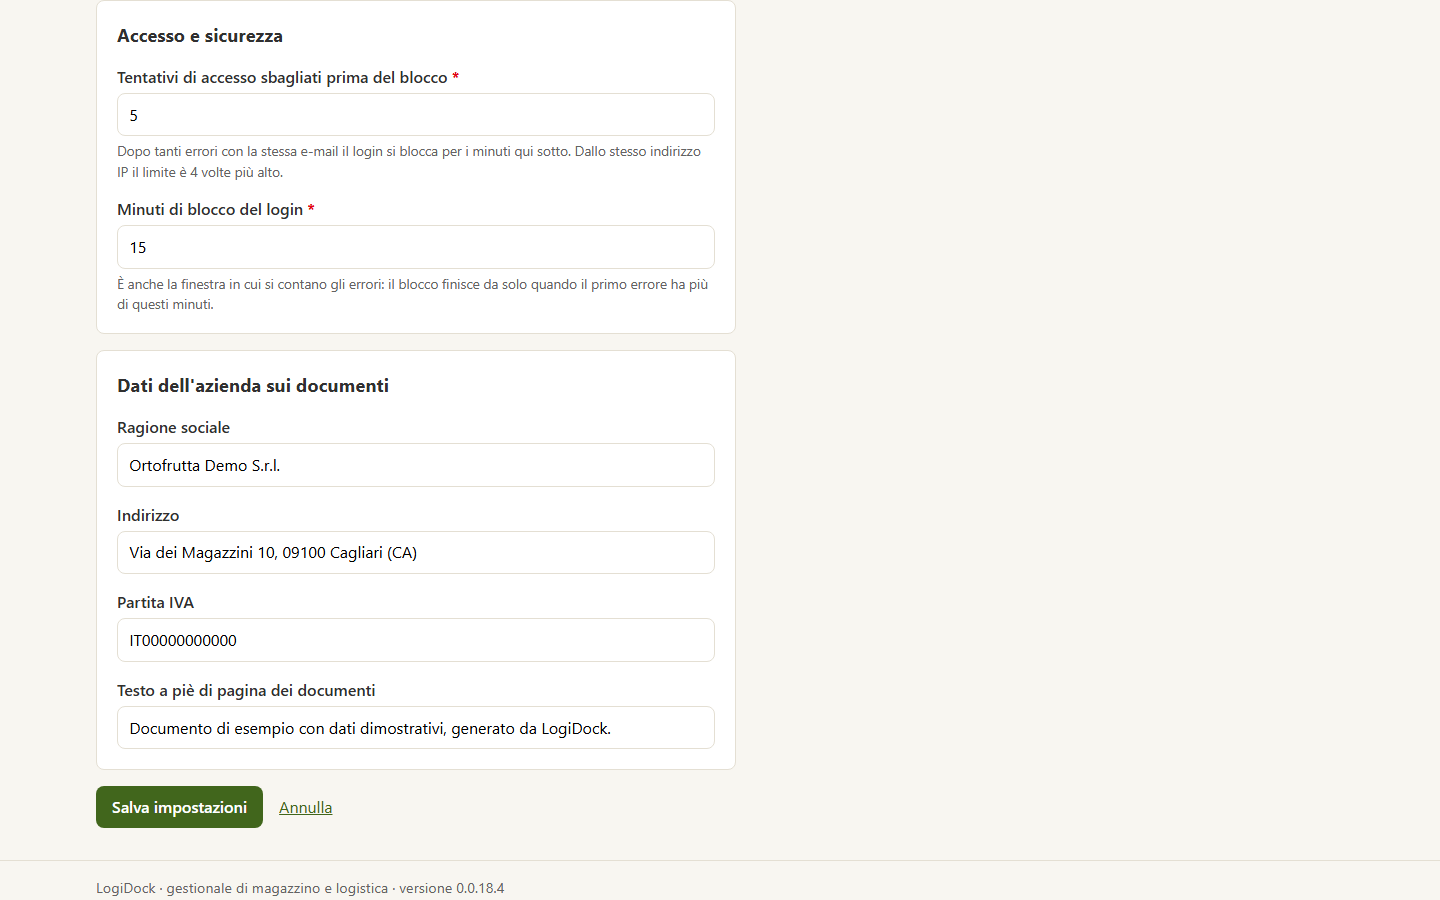 Accesso e sicurezza
Tentativi di accesso sbagliati prima del blocco *
5
Dopo tanti errori con la stessa e-mail il login si blocca per i minuti qui sotto. Dallo stesso indirizzo
IP il limite è 4 volte più alto.
Minuti di blocco del login *
15
È anche la finestra in cui si contano gli errori: il blocco finisce da solo quando il primo errore ha più
di questi minuti.
Dati dell'azienda sui documenti
Ragione sociale
Ortofrutta Demo S.r.l.
Indirizzo
Via dei Magazzini 10, 09100 Cagliari (CA)
Partita IVA
IT00000000000
Testo a piè di pagina dei documenti
Documento di esempio con dati dimostrativi, generato da LogiDock.
Salva impostazioni Annulla
LogiDock · gestionale di magazzino e logistica · versione 0.0.18.4